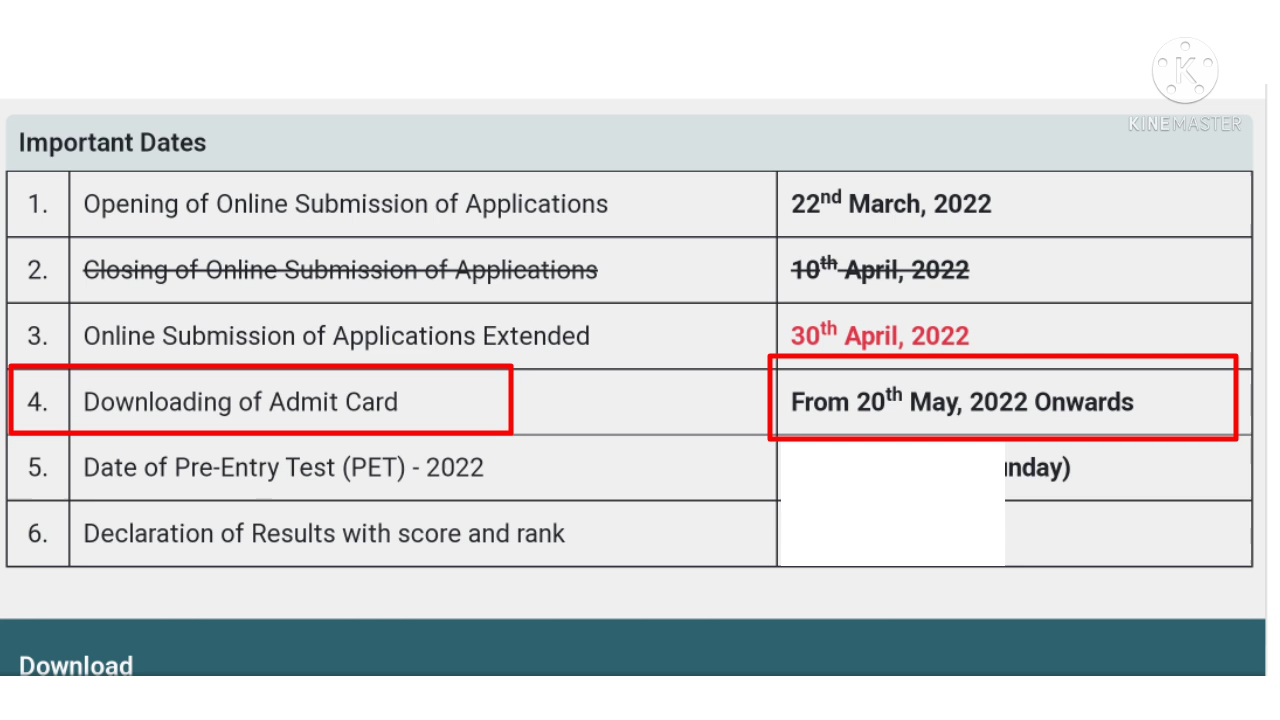 KINEMASTER
Important Dates
1. Opening of Online Submission of Applications 22nd March, 2022
2. Closing of Online Submission of Applications 10th April, 2022
3. Online Submission of Applications Extended 30th April, 2022
4. Downloading of Admit Card From 20th May, 2022 Onwards
5. Date of Pre-Entry Test (PET) - 2022
6. Declaration of Results with score and rank
Download